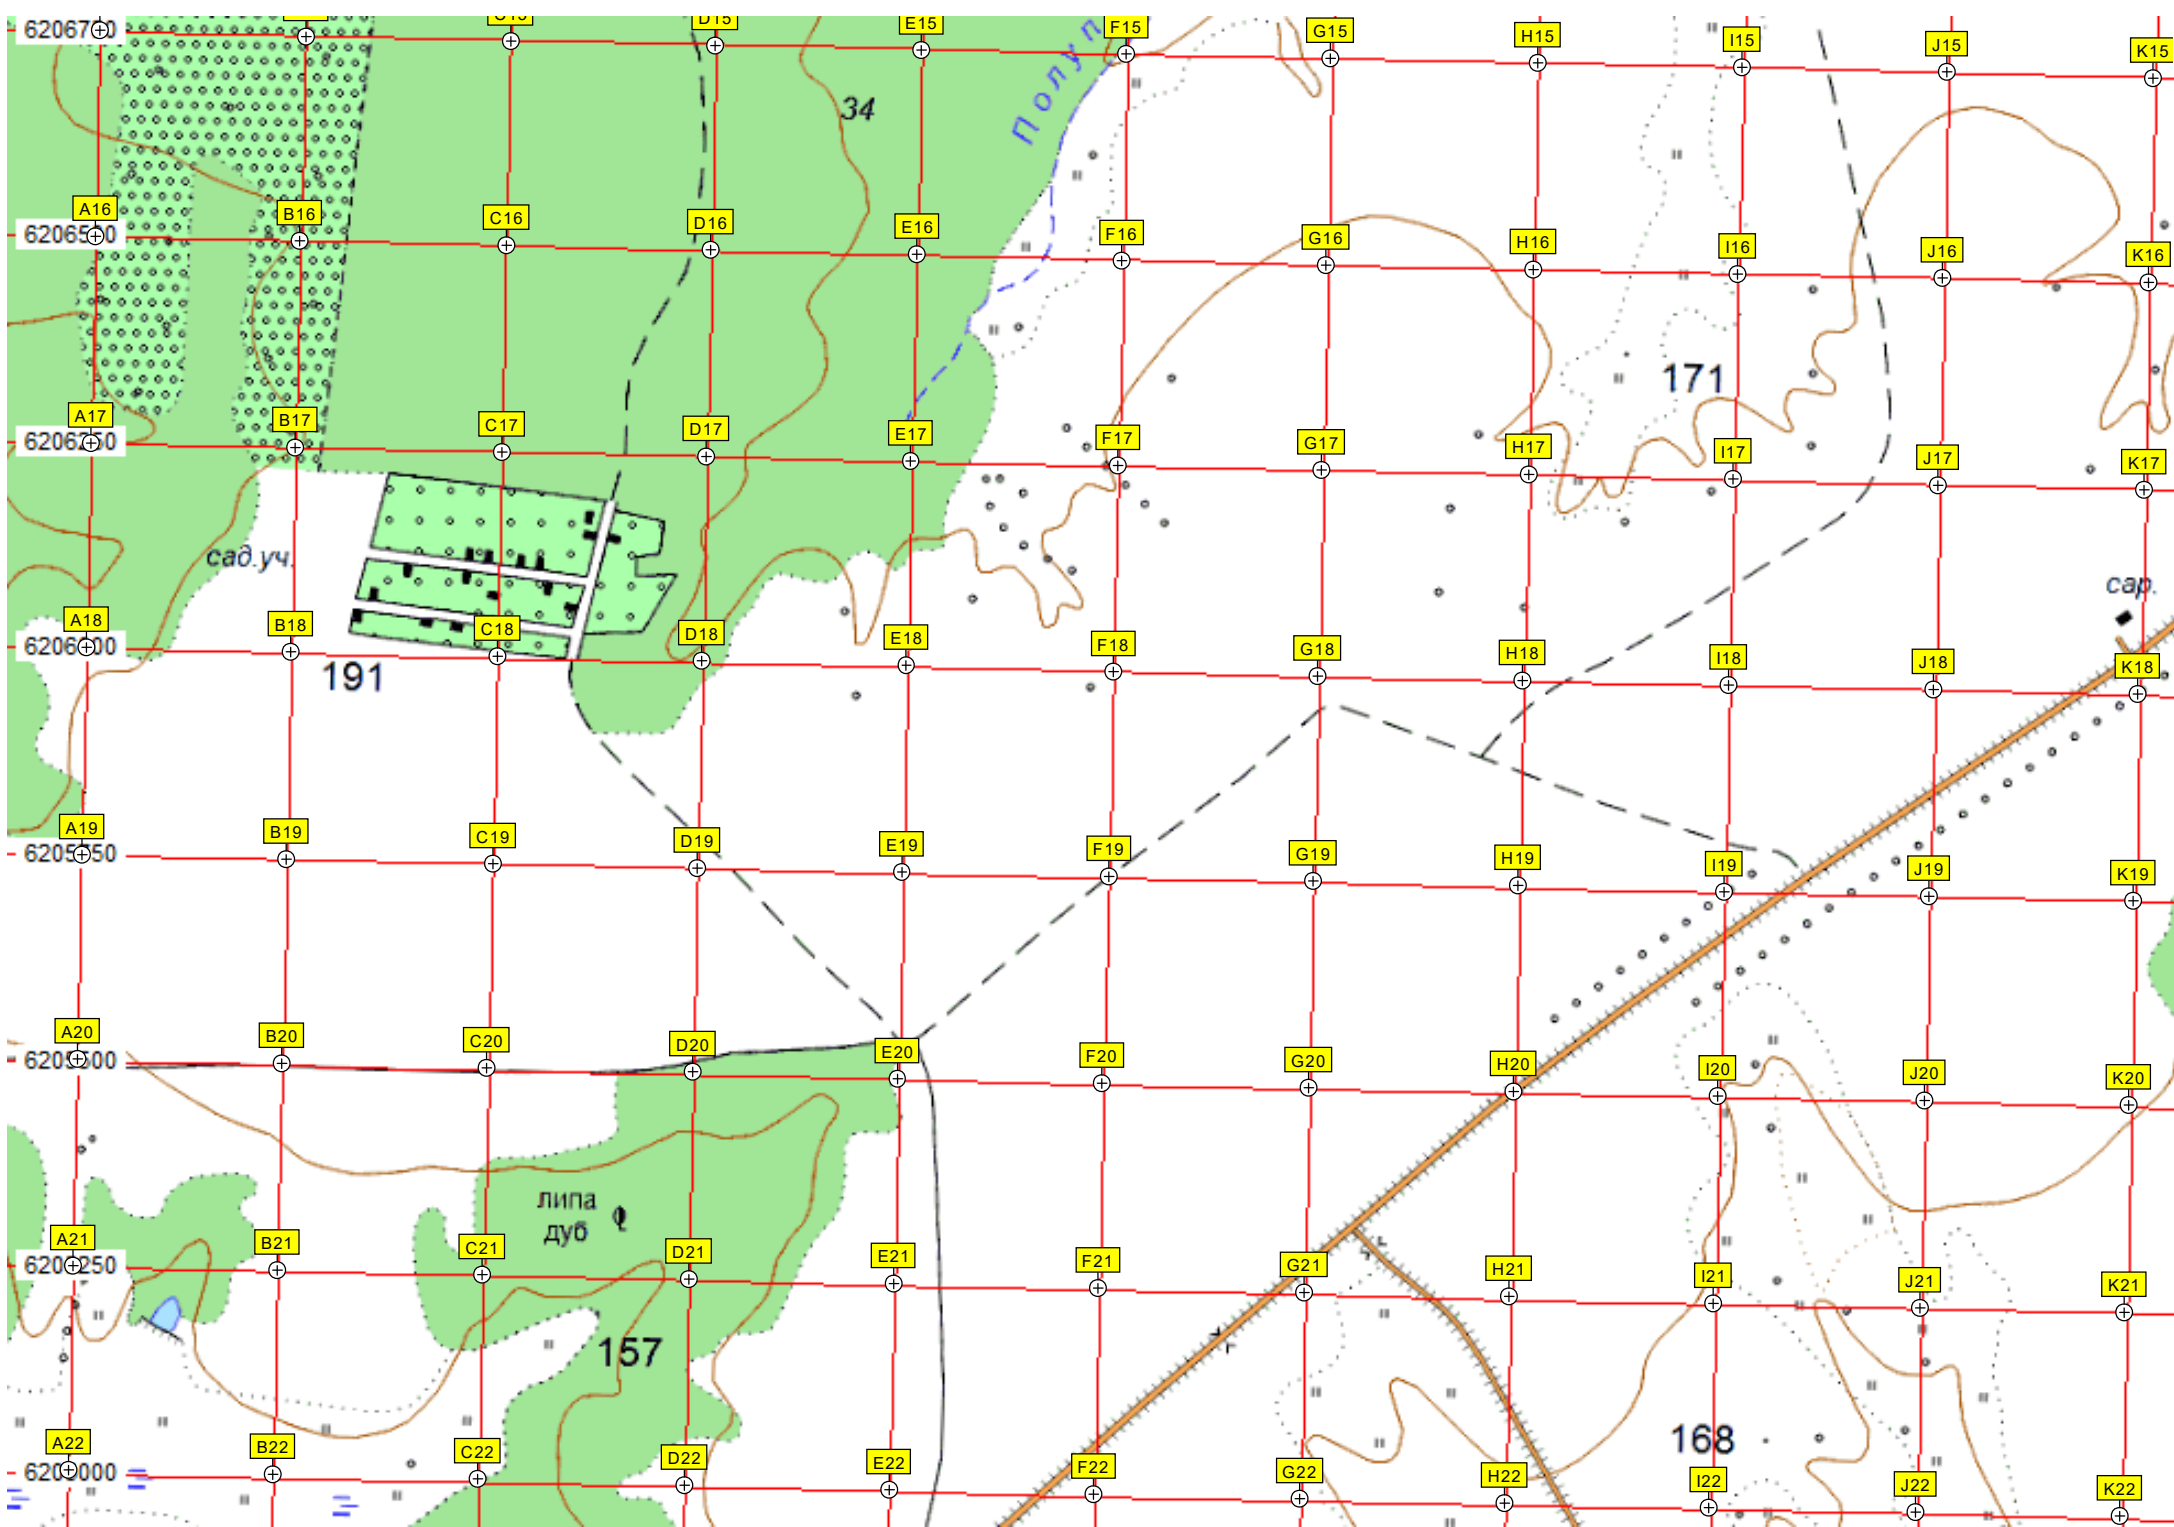 D15 E15 F15 G15 H15 I15 J15 K15
Полуп
34
A16 B16 C16 D16 E16 F16 G16 H16 I16 J16 K16
171
A17 B17 C17 D17 E17 F17 G17 H17 I17 J17 K17
сад.уч.
сар.
A18 B18 C18 D18 E18 F18 G18 H18 I18 J18 K18
191
A19 B19 C19 D19 E19 F19 G19 H19 I19 J19 K19
A20 B20 C20 D20 E20 F20 G20 H20 I20 J20 K20
липа
дуб
A21 B21 C21 D21 E21 F21 G21 H21 I21 J21 K21
157
168
A22 B22 C22 D22 E22 F22 G22 H22 I22 J22 K22